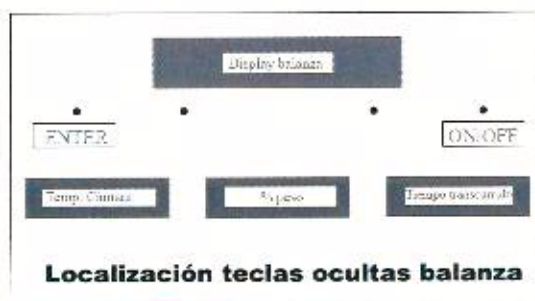 Display balanza
ENTER
ON-OFF
Temp. Cámara
% peso
Tiempo transcurrido
Localización teclas ocultas balanza